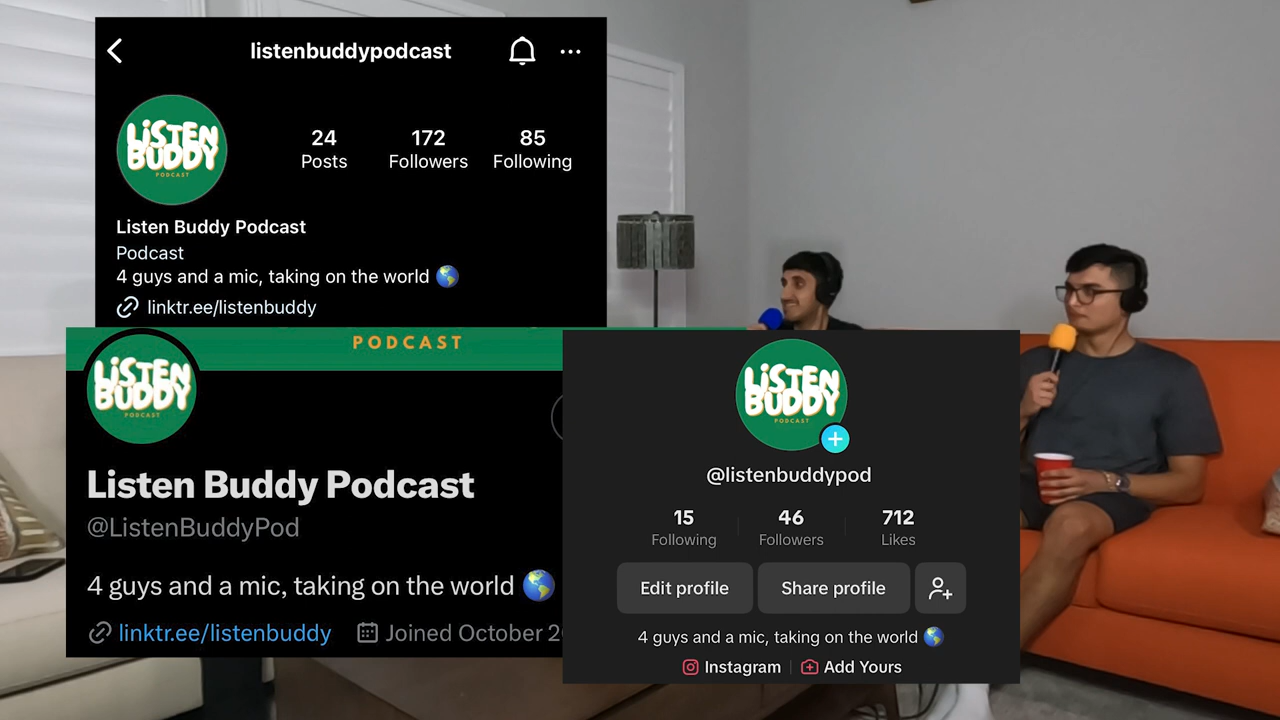 listenbuddypodcast
LiSTEN
BUDDY
PODCAST
24 172 85
Posts Followers Following
Listen Buddy Podcast
Podcast
4 guys and a mic, taking on the world 🌎
linktr.ee/listenbuddy
PODCAST
LiSTEN
BUDDY
PODCAST
Listen Buddy Podcast
@ListenBuddyPod
4 guys and a mic, taking on the world 🌎
linktr.ee/listenbuddy Joined October
LiSTEN
BUDDY
PODCAST
@listenbuddypod
15 46 712
Following Followers Likes
Edit profile Share profile
4 guys and a mic, taking on the world 🌎
Instagram Add Yours